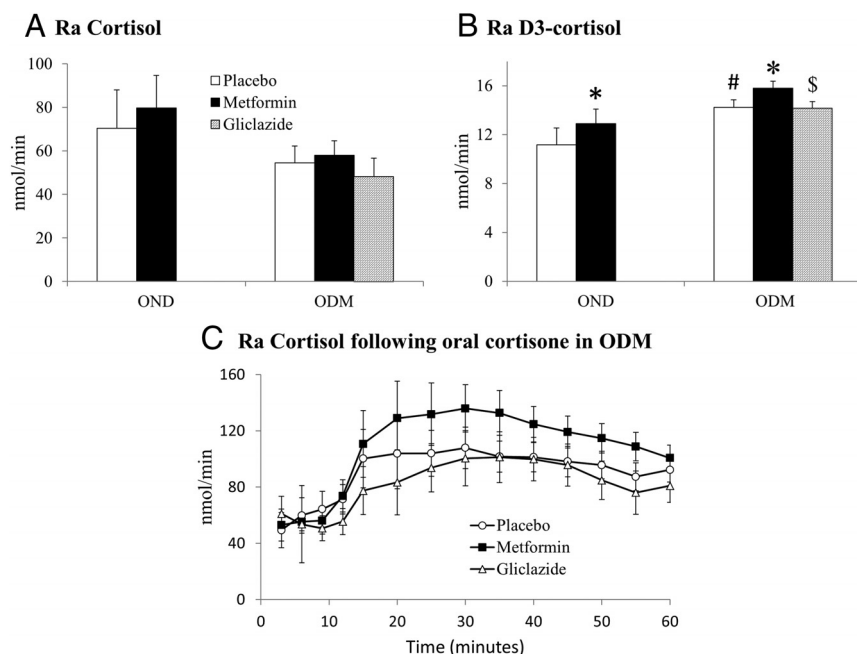 A Ra Cortisol
100
80
60
40
20
0
nmol/min
Placebo
Metformin
Gliclazide
OND ODM
B Ra D3-cortisol
16
12
8
4
0
nmol/min
*
# * $
OND ODM
C Ra Cortisol following oral cortisone in ODM
160
120
80
40
0
nmol/min
Placebo
Metformin
Gliclazide
0 10 20 30 40 50 60
Time (minutes)